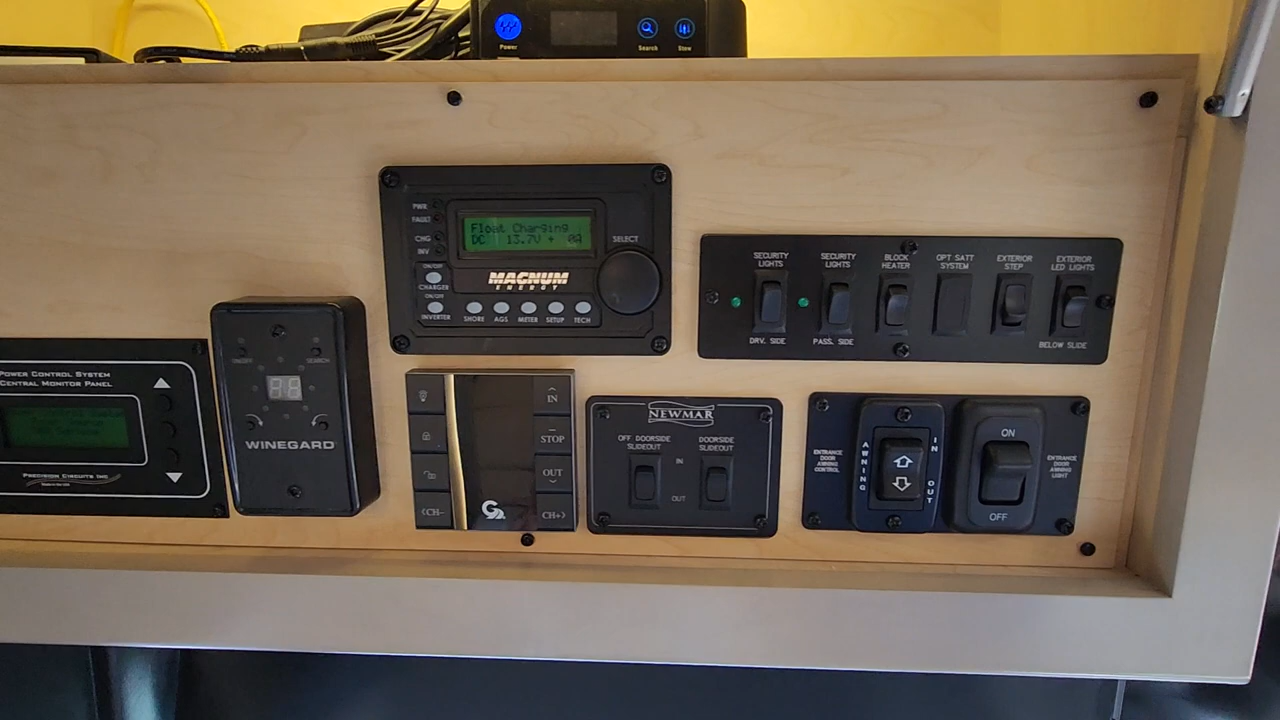 Power
Search
Stow
PWR
FAULT
CHG
INV
ON/OFF
CHARGER
ON/OFF
INVERTER
Float Charging
DC 13.7V + 0A
SELECT
MAGNUM
ENERGY
SHORE
AGS
METER
SETUP
TECH
SECURITY
LIGHTS
DRV. SIDE
SECURITY
LIGHTS
PASS. SIDE
BLOCK
HEATER
OPT SATT
SYSTEM
EXTERIOR
STEP
EXTERIOR
LED LIGHTS
BELOW SLIDE
POWER CONTROL SYSTEM
CENTRAL MONITOR PANEL
PRECISION CIRCUITS INC
ON/OFF
SEARCH
WINEGARD
IN
STOP
OUT
CH-
CH+
NEWMAR
OFF DOORSIDE
SLIDEOUT
DOORSIDE
SLIDEOUT
IN
OUT
ENTRANCE
DOOR
AWNING
CONTROL
AWNING
IN
OUT
ON
OFF
ENTRANCE
DOOR
AWNING
LIGHT